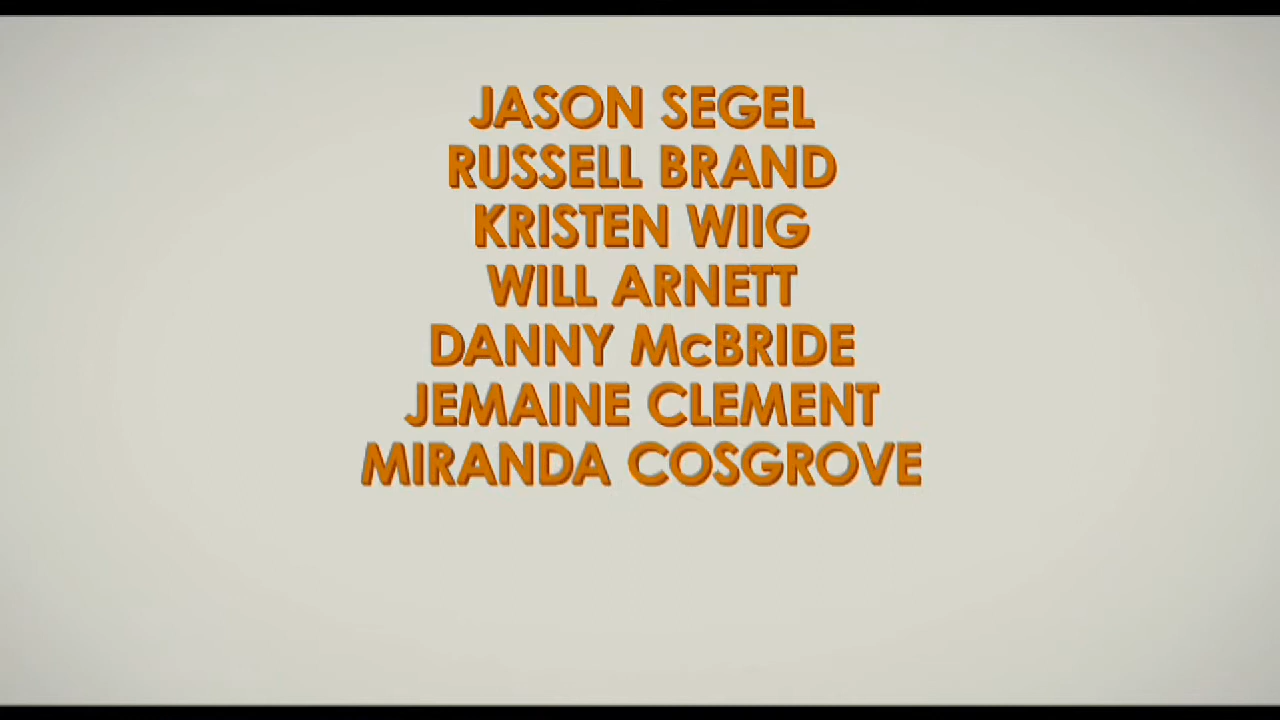 JASON SEGEL
RUSSELL BRAND
KRISTEN WIIG
WILL ARNETT
DANNY McBRIDE
JEMAINE CLEMENT
MIRANDA COSGROVE